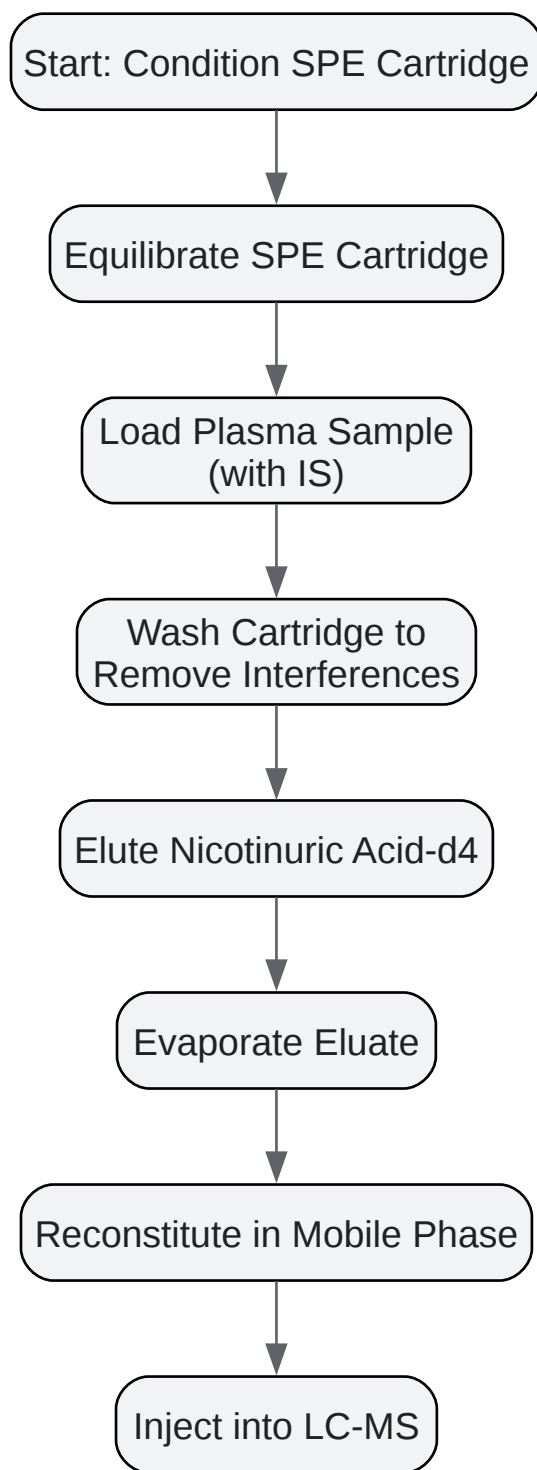 Start: Condition SPE Cartridge
Equilibrate SPE Cartridge
Load Plasma Sample
(with IS)
Wash Cartridge to
Remove Interferences
Elute Nicotinuric Acid-d4
Evaporate Eluate
Reconstitute in Mobile Phase
Inject into LC-MS